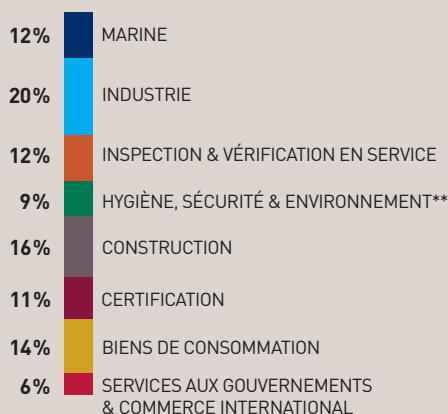 12% MARINE
20% INDUSTRIE
12% INSPECTION & VÉRIFICATION EN SERVICE
9% HYGIÈNE, SÉCURITÉ & ENVIRONNEMENT**
16% CONSTRUCTION
11% CERTIFICATION
14% BIENS DE CONSOMMATION
6% SERVICES AUX GOUVERNEMENTS
& COMMERCE INTERNATIONAL